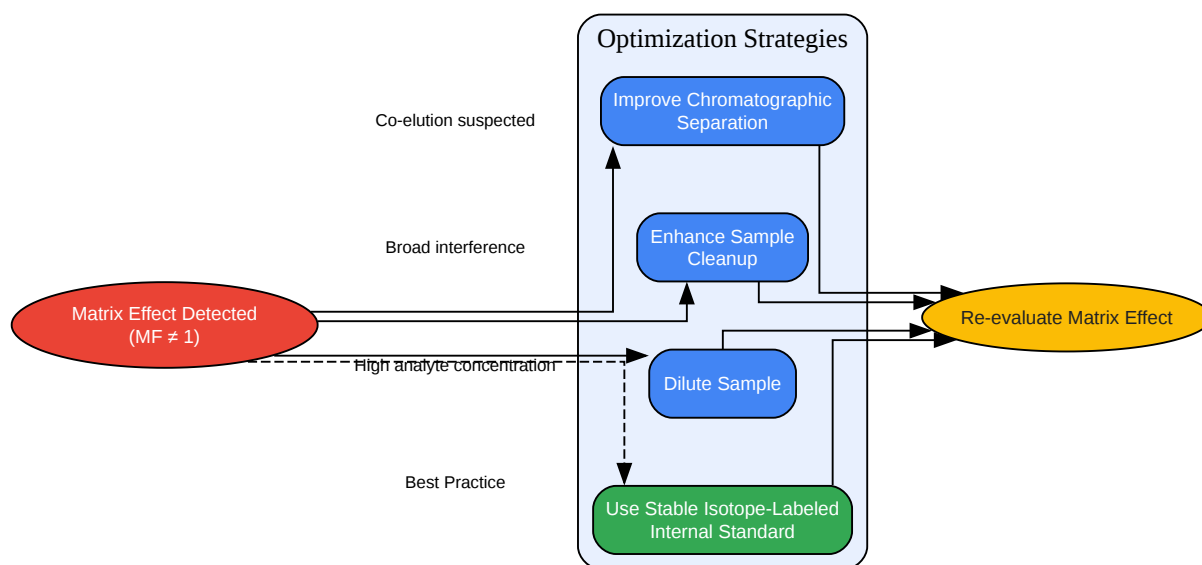 Optimization Strategies
Co-elution suspected
Improve Chromatographic
Separation
Broad interference
Enhance Sample
Cleanup
Matrix Effect Detected
(MF ≠ 1)
Re-evaluate Matrix Effect
High analyte concentration
Dilute Sample
Best Practice
Use Stable Isotope-Labeled
Internal Standard